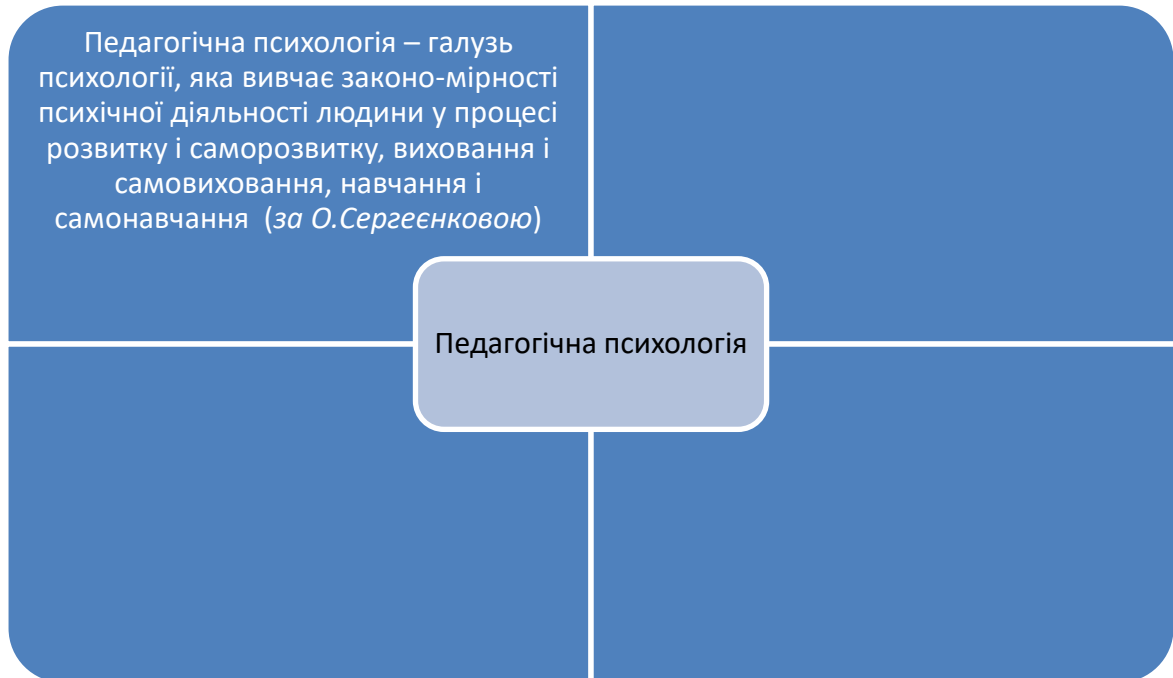 Педагогічна психологія – галузь
психології, яка вивчає законо-мірності
психічної діяльності людини у процесі
розвитку і саморозвитку, виховання і
самовиховання, навчання і
самонавчання (за О.Сергеєнковою)
Педагогічна психологія